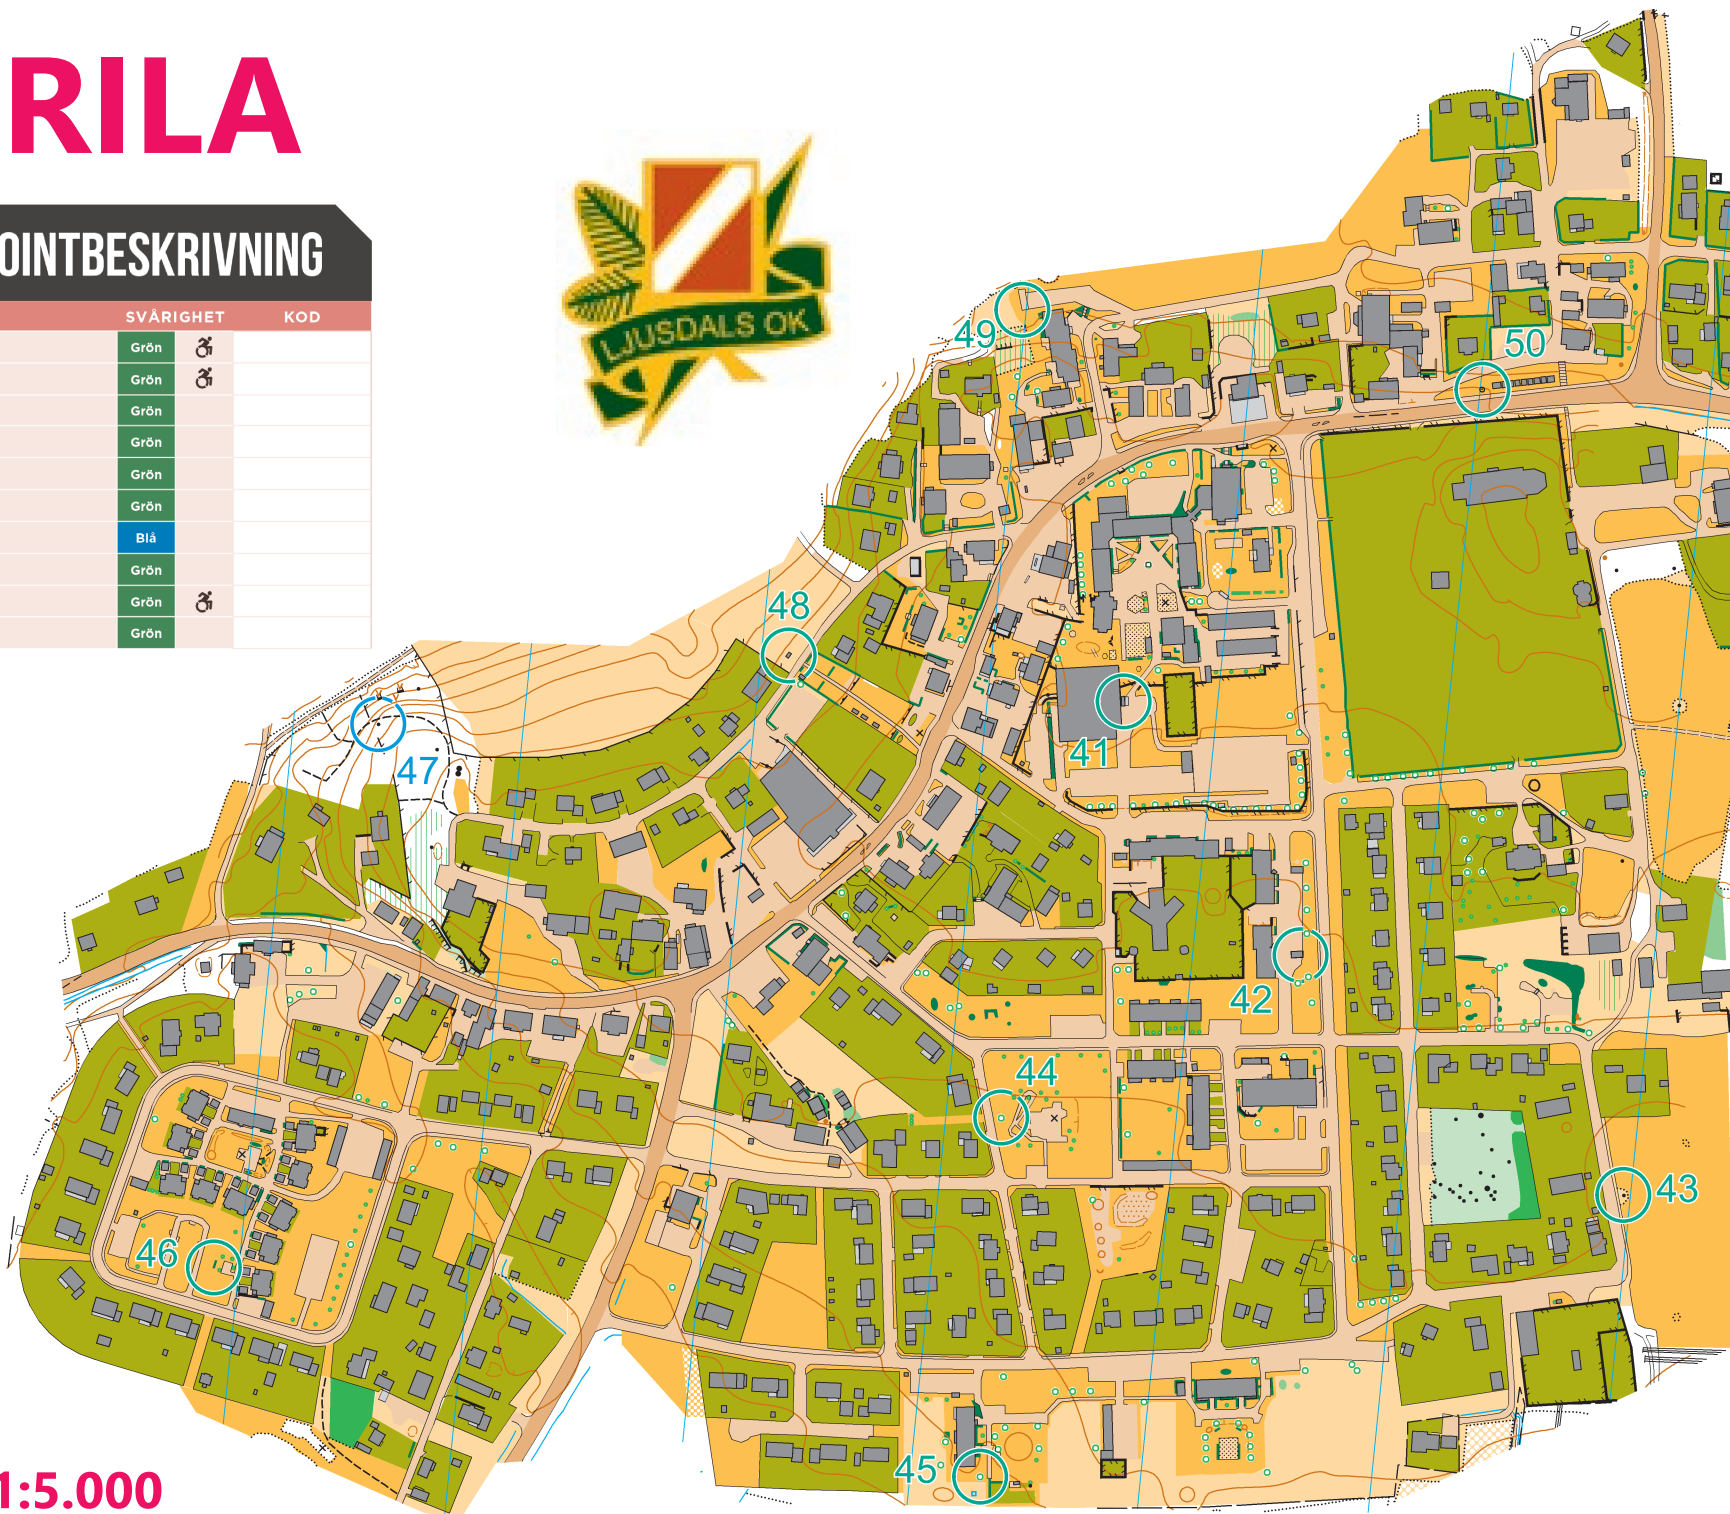 RILA
OINTBESKRIVNING
SVÅRIGHET KOD
Grön
Grön
Grön
Grön
Grön
Grön
Blå
Grön
Grön
Grön
LJUSDALS OK
49
50
48
47
41
42
44
43
46
45
1:5.000